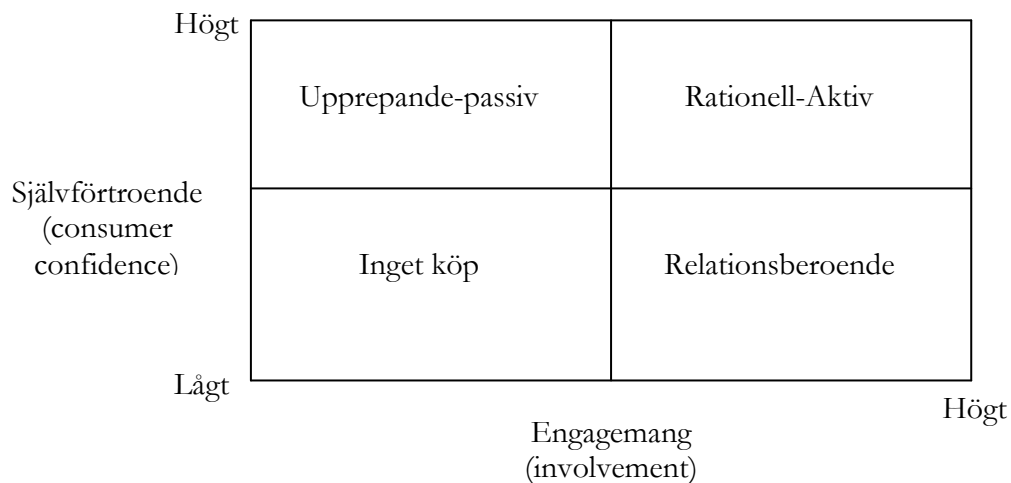 Högt
Upprepande-passiv
Rationell-Aktiv
Självförtroende
(consumer
confidence)
Inget köp
Relationsberoende
Lågt
Högt
Engagemang
(involvement)